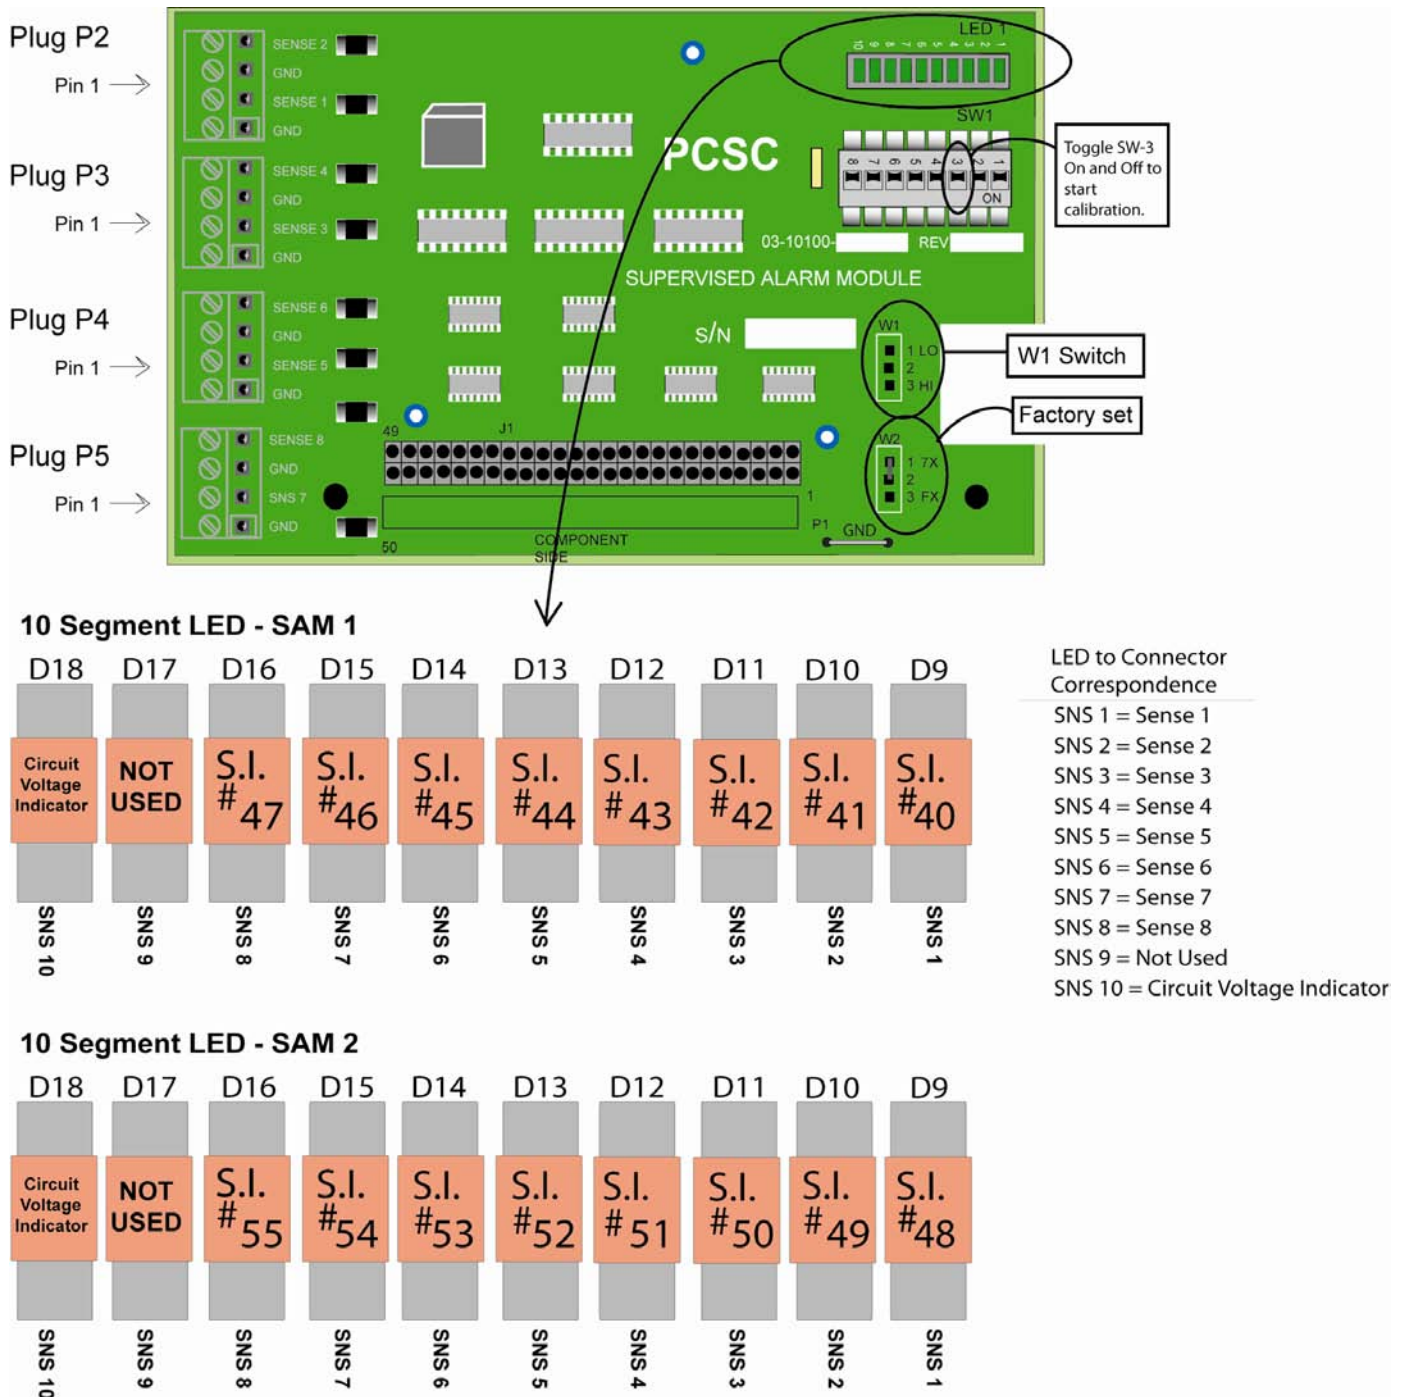 Plug P2
Pin 1
SENSE 2
GND
SENSE 1
GND
Plug P3
Pin 1
SENSE 4
GND
SENSE 3
GND
Plug P4
Pin 1
SENSE 6
GND
SENSE 5
GND
Plug P5
Pin 1
SENSE 8
GND
SNS 7
GND
LED 1
10 9 8 7 6 5 4 3 2 1
SW1
8 7 6 5 4 3 2 1
ON
Toggle SW-3
On and Off to
start
calibration.
PCSC
03-10100-
REV
SUPERVISED ALARM MODULE
S/N
W1
1 LO
2
3 HI
W1 Switch
Factory set
W2
1 7X
2
3 FX
49
J1
1
50
COMPONENT
SIDE
P1
GND
10 Segment LED - SAM 1
D18 D17 D16 D15 D14 D13 D12 D11 D10 D9
Circuit
Voltage
Indicator
NOT
USED
S.I.
#47
S.I.
#46
S.I.
#45
S.I.
#44
S.I.
#43
S.I.
#42
S.I.
#41
S.I.
#40
SNS 10
SNS 9
SNS 8
SNS 7
SNS 6
SNS 5
SNS 4
SNS 3
SNS 2
SNS 1
LED to Connector
Correspondence
SNS 1 = Sense 1
SNS 2 = Sense 2
SNS 3 = Sense 3
SNS 4 = Sense 4
SNS 5 = Sense 5
SNS 6 = Sense 6
SNS 7 = Sense 7
SNS 8 = Sense 8
SNS 9 = Not Used
SNS 10 = Circuit Voltage Indicator
10 Segment LED - SAM 2
D18 D17 D16 D15 D14 D13 D12 D11 D10 D9
Circuit
Voltage
Indicator
NOT
USED
S.I.
#55
S.I.
#54
S.I.
#53
S.I.
#52
S.I.
#51
S.I.
#50
S.I.
#49
S.I.
#48
SNS 10
SNS 9
SNS 8
SNS 7
SNS 6
SNS 5
SNS 4
SNS 3
SNS 2
SNS 1